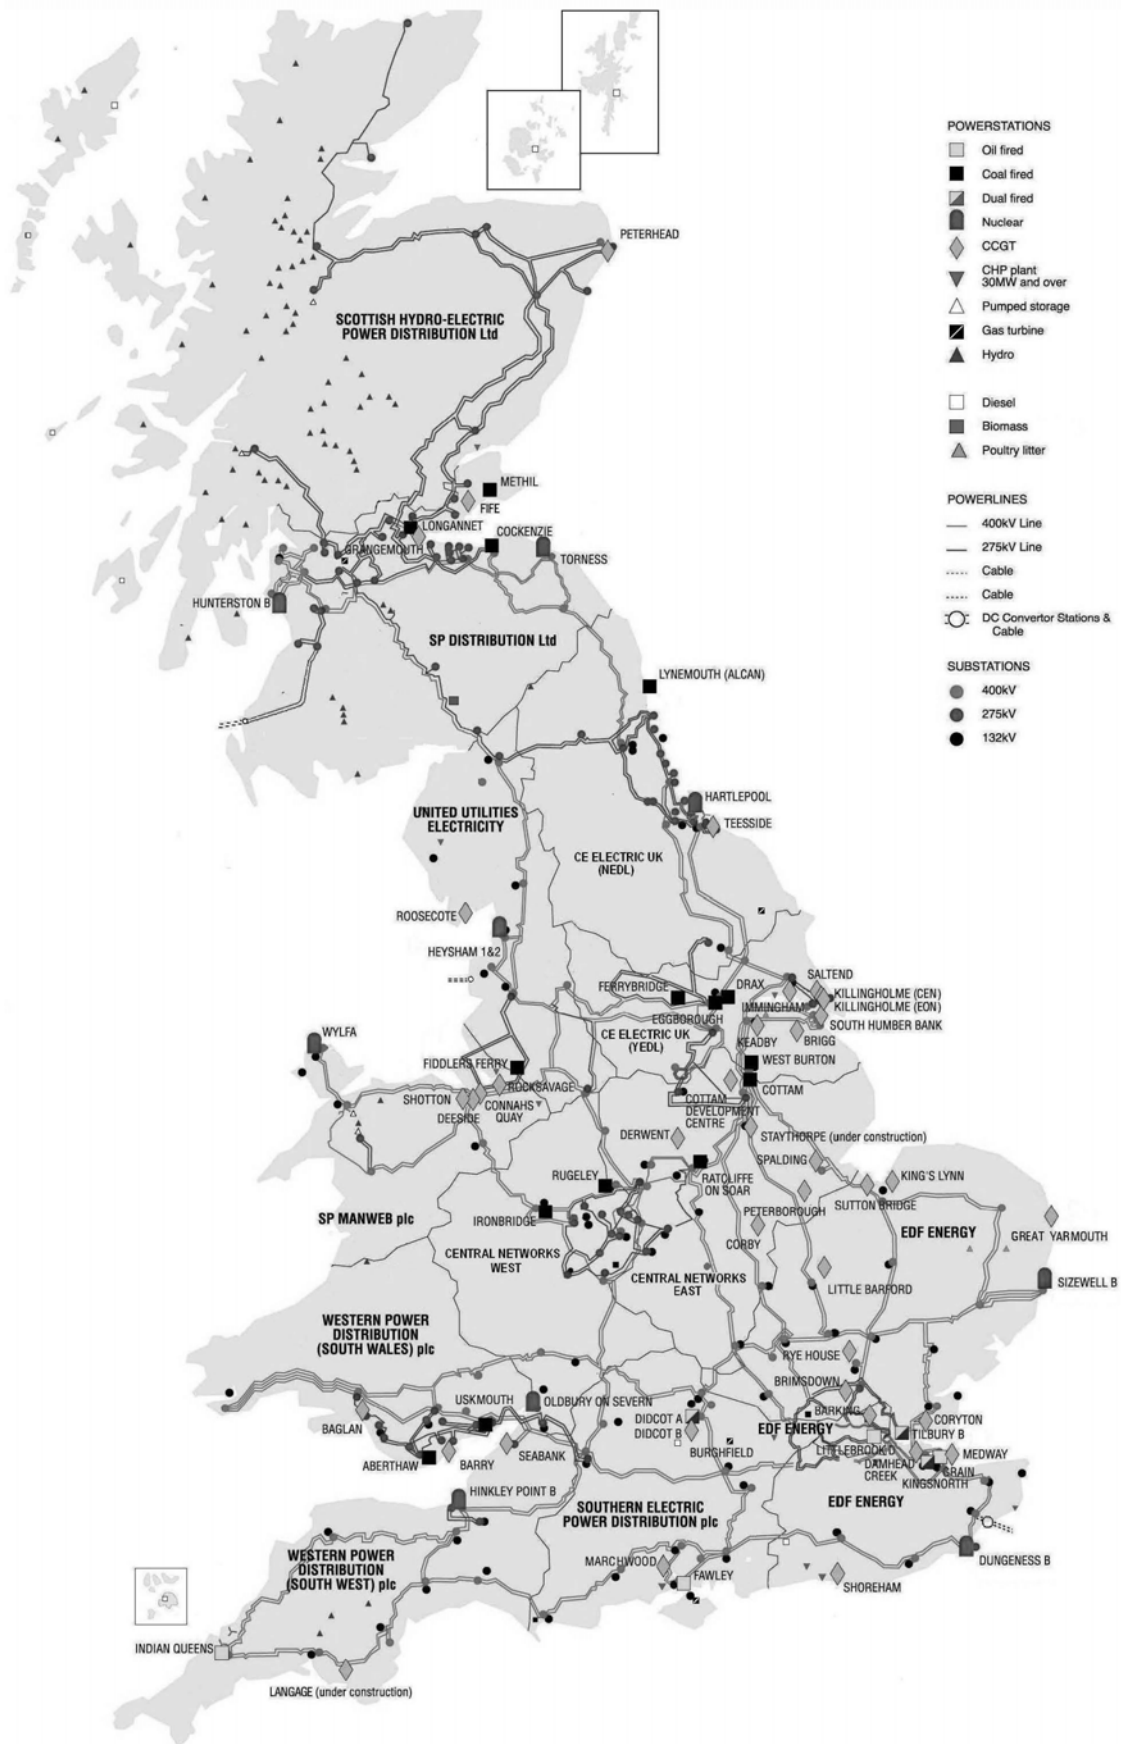 PETERHEAD
SCOTTISH HYDRO-ELECTRIC
POWER DISTRIBUTION Ltd
METHIL
FIFE
LONGANNET
COCKENZIE
GRANGEMOUTH
TORNESS
HUNTERSTON B
SP DISTRIBUTION Ltd
LYNEMOUTH (ALCAN)
HARTLEPOOL
TEESSIDE
UNITED UTILITIES
ELECTRICITY
CE ELECTRIC UK
(NEDL)
ROOSECOTE
HEYSHAM 1&2
SALTEND
FERRYBRIDGE
DRAX
KILLINGHOLME (CEN)
IMMINGHAM
KILLINGHOLME (EON)
EGGBOROUGH
SOUTH HUMBER BANK
CE ELECTRIC UK
(YEDL)
KEADBY
BRIGG
WYLFA
FIDDLERS FERRY
WEST BURTON
ROCKSAVAGE
COTTAM
SHOTTON
CONNAHS
QUAY
DEESIDE
COTTAM
DEVELOPMENT
CENTRE
DERWENT
STAYTHORPE (under construction)
SPALDING
RUGELEY
RATCLIFFE
ON SOAR
KING'S LYNN
SUTTON BRIDGE
PETERBOROUGH
SP MANWEB plc
IRONBRIDGE
CORBY
EDF ENERGY
GREAT YARMOUTH
CENTRAL NETWORKS
WEST
CENTRAL NETWORKS
EAST
LITTLE BARFORD
SIZEWELL B
WESTERN POWER
DISTRIBUTION
(SOUTH WALES) plc
RYE HOUSE
BRIMSDOWN
USKMOUTH
OLDBURY ON SEVERN
BARKING
CORYTON
DIDCOT A
DIDCOT B
EDF ENERGY
TILBURY B
BAGLAN
BURGHFIELD
LITTLEBROOK D
MEDWAY
ABERTHAW
BARRY
SEABANK
DAMHEAD
CREEK
GRAIN
KINGSNORTH
HINKLEY POINT B
SOUTHERN ELECTRIC
POWER DISTRIBUTION plc
EDF ENERGY
WESTERN POWER
DISTRIBUTION
(SOUTH WEST) plc
MARCHWOOD
FAWLEY
SHOREHAM
DUNGENESS B
INDIAN QUEENS
LANGAGE (under construction)
POWERSTATIONS
Oil fired
Coal fired
Dual fired
Nuclear
CCGT
CHP plant
30MW and over
Pumped storage
Gas turbine
Hydro
Diesel
Biomass
Poultry litter
POWERLINES
400kV Line
275kV Line
Cable
Cable
DC Convertor Stations &
Cable
SUBSTATIONS
400kV
275kV
132kV